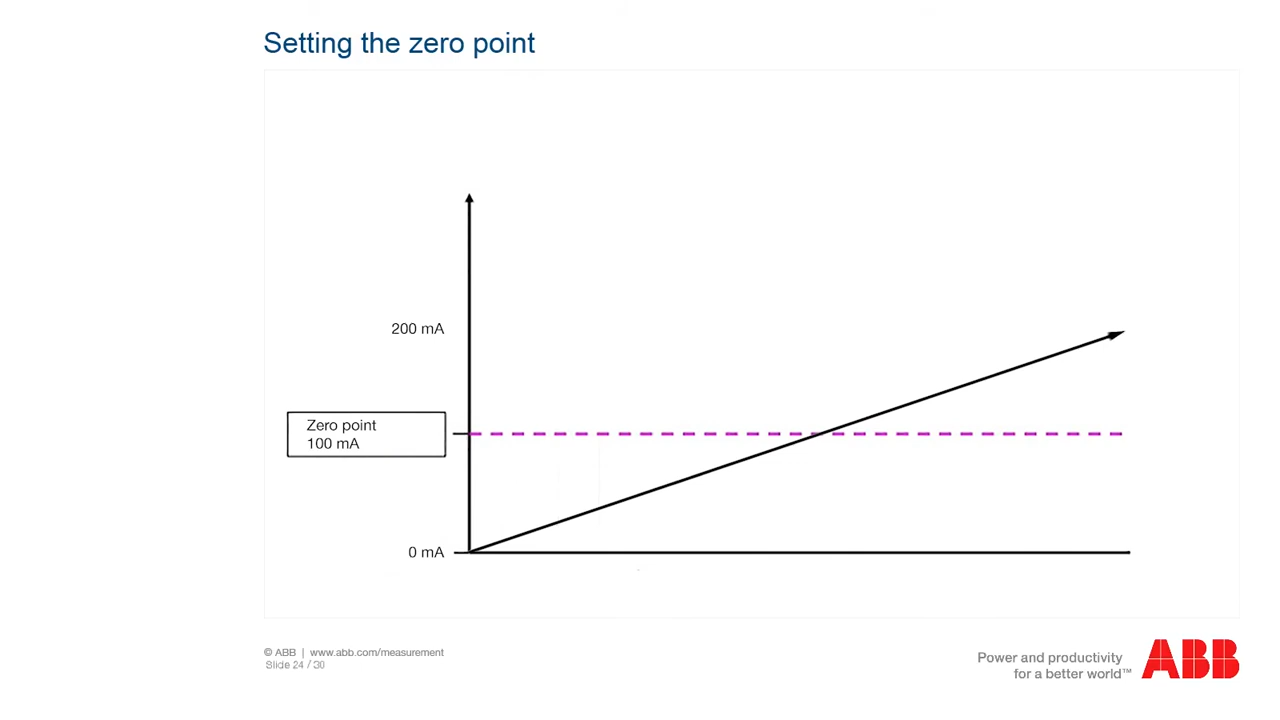 Setting the zero point
200 mA
Zero point
100 mA
0 mA
© ABB | www.abb.com/measurement
Slide 24 / 30
Power and productivity
for a better world™
ABB